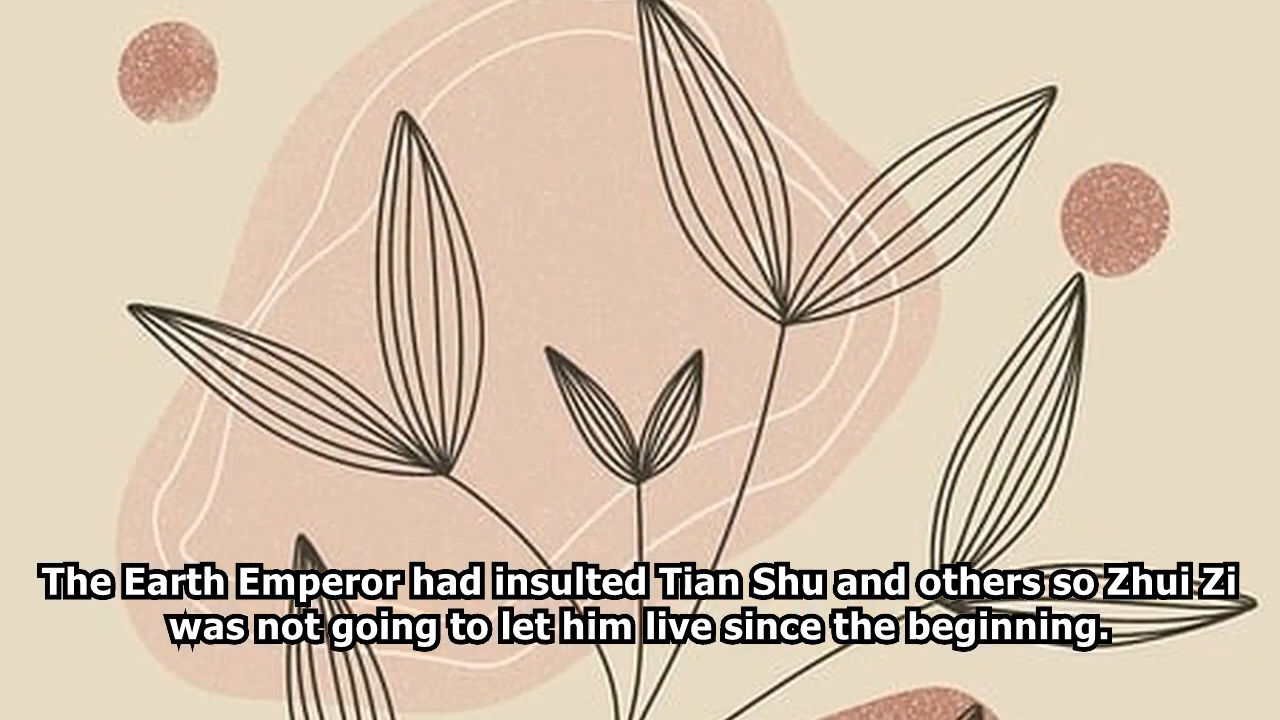 The Earth Emperor had insulted Tian Shu and others so Zhui Zi
was not going to let him live since the beginning.